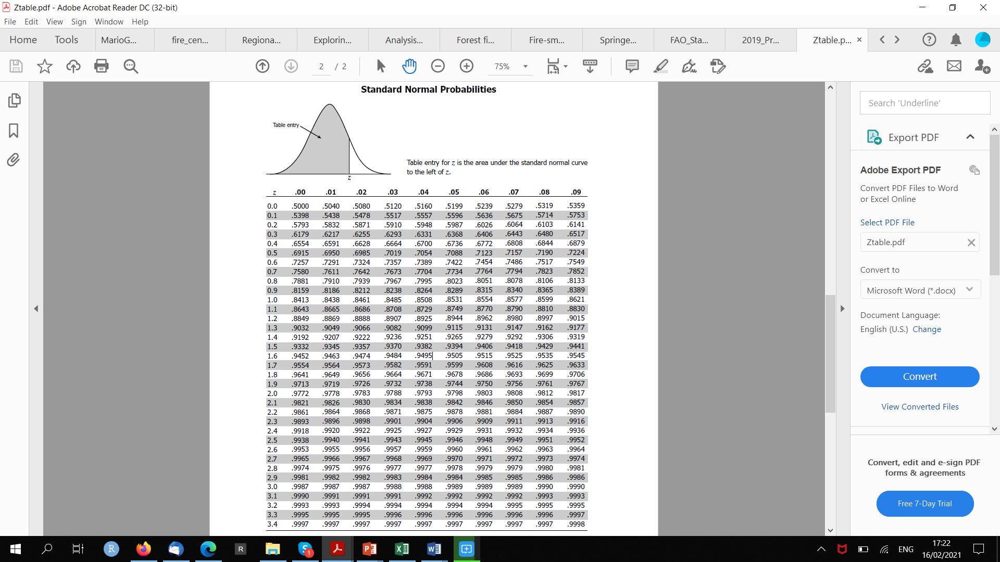 Ztable.pdf - Adobe Acrobat Reader DC (32-bit)
File Edit View Sign Window Help
Home Tools MarioG... fire_cen... Regiona... Explorin... Analysis... Forest fi... Fire-sm... Springe... FAO_Sta... 2019_Pr... Ztable.p...
2 / 2 75%
Standard Normal Probabilities
Table entry
Table entry for z is the area under the standard normal curve
to the left of z.
z
z .00 .01 .02 .03 .04 .05 .06 .07 .08 .09
0.0 .5000 .5040 .5080 .5120 .5160 .5199 .5239 .5279 .5319 .5359
0.1 .5398 .5438 .5478 .5517 .5557 .5596 .5636 .5675 .5714 .5753
0.2 .5793 .5832 .5871 .5910 .5948 .5987 .6026 .6064 .6103 .6141
0.3 .6179 .6217 .6255 .6293 .6331 .6368 .6406 .6443 .6480 .6517
0.4 .6554 .6591 .6628 .6664 .6700 .6736 .6772 .6808 .6844 .6879
0.5 .6915 .6950 .6985 .7019 .7054 .7088 .7123 .7157 .7190 .7224
0.6 .7257 .7291 .7324 .7357 .7389 .7422 .7454 .7486 .7517 .7549
0.7 .7580 .7611 .7642 .7673 .7704 .7734 .7764 .7794 .7823 .7852
0.8 .7881 .7910 .7939 .7967 .7995 .8023 .8051 .8078 .8106 .8133
0.9 .8159 .8186 .8212 .8238 .8264 .8289 .8315 .8340 .8365 .8389
1.0 .8413 .8438 .8461 .8485 .8508 .8531 .8554 .8577 .8599 .8621
1.1 .8643 .8665 .8686 .8708 .8729 .8749 .8770 .8790 .8810 .8830
1.2 .8849 .8869 .8888 .8907 .8925 .8944 .8962 .8980 .8997 .9015
1.3 .9032 .9049 .9066 .9082 .9099 .9115 .9131 .9147 .9162 .9177
1.4 .9192 .9207 .9222 .9236 .9251 .9265 .9279 .9292 .9306 .9319
1.5 .9332 .9345 .9357 .9370 .9382 .9394 .9406 .9418 .9429 .9441
1.6 .9452 .9463 .9474 .9484 .9495 .9505 .9515 .9525 .9535 .9545
1.7 .9554 .9564 .9573 .9582 .9591 .9599 .9608 .9616 .9625 .9633
1.8 .9641 .9649 .9656 .9664 .9671 .9678 .9686 .9693 .9699 .9706
1.9 .9713 .9719 .9726 .9732 .9738 .9744 .9750 .9756 .9761 .9767
2.0 .9772 .9778 .9783 .9788 .9793 .9798 .9803 .9808 .9812 .9817
2.1 .9821 .9826 .9830 .9834 .9838 .9842 .9846 .9850 .9854 .9857
2.2 .9861 .9864 .9868 .9871 .9875 .9878 .9881 .9884 .9887 .9890
2.3 .9893 .9896 .9898 .9901 .9904 .9906 .9909 .9911 .9913 .9916
2.4 .9918 .9920 .9922 .9925 .9927 .9929 .9931 .9932 .9934 .9936
2.5 .9938 .9940 .9941 .9943 .9945 .9946 .9948 .9949 .9951 .9952
2.6 .9953 .9955 .9956 .9957 .9959 .9960 .9961 .9962 .9963 .9964
2.7 .9965 .9966 .9967 .9968 .9969 .9970 .9971 .9972 .9973 .9974
2.8 .9974 .9975 .9976 .9977 .9977 .9978 .9979 .9979 .9980 .9981
2.9 .9981 .9982 .9982 .9983 .9984 .9984 .9985 .9985 .9986 .9986
3.0 .9987 .9987 .9987 .9988 .9988 .9989 .9989 .9989 .9990 .9990
3.1 .9990 .9991 .9991 .9991 .9992 .9992 .9992 .9992 .9993 .9993
3.2 .9993 .9993 .9994 .9994 .9994 .9994 .9994 .9995 .9995 .9995
3.3 .9995 .9995 .9995 .9996 .9996 .9996 .9996 .9996 .9996 .9997
3.4 .9997 .9997 .9997 .9997 .9997 .9997 .9997 .9997 .9997 .9998
Search 'Underline'
Export PDF
Adobe Export PDF
Convert PDF Files to Word
or Excel Online
Select PDF File
Ztable.pdf
Convert to
Microsoft Word (*.docx)
Document Language:
English (U.S.) Change
Convert
View Converted Files
Convert, edit and e-sign PDF
forms & agreements
Free 7-Day Trial
R R S 1 P X W ENG
17:22
16/02/2021